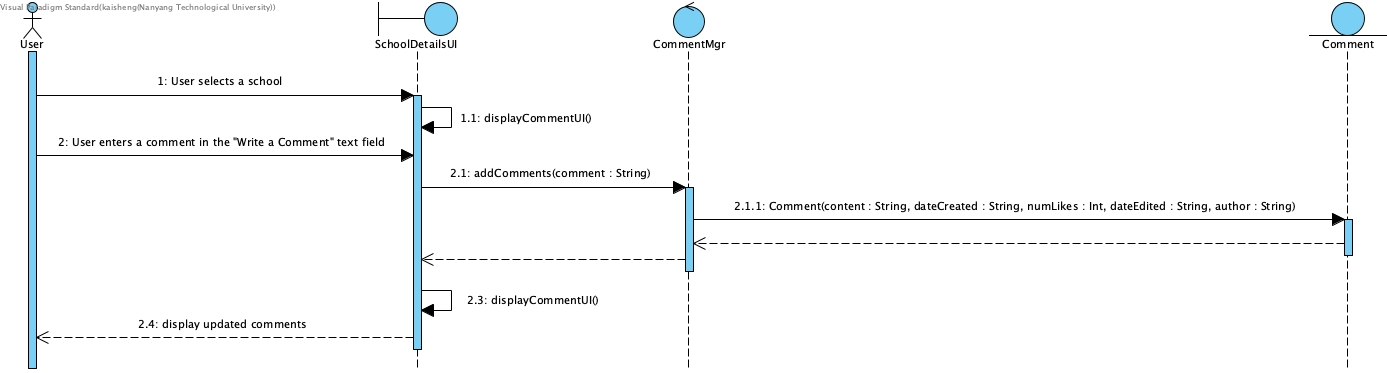 Visual Paradigm Standard(kaisheng(Nanyang Technological University))
User
SchoolDetailsUI
CommentMgr
Comment
1: User selects a school
1.1: displayCommentUI()
2: User enters a comment in the "Write a Comment" text field
2.1: addComments(comment : String)
2.1.1: Comment(content : String, dateCreated : String, numLikes : Int, dateEdited : String, author : String)
2.3: displayCommentUI()
2.4: display updated comments